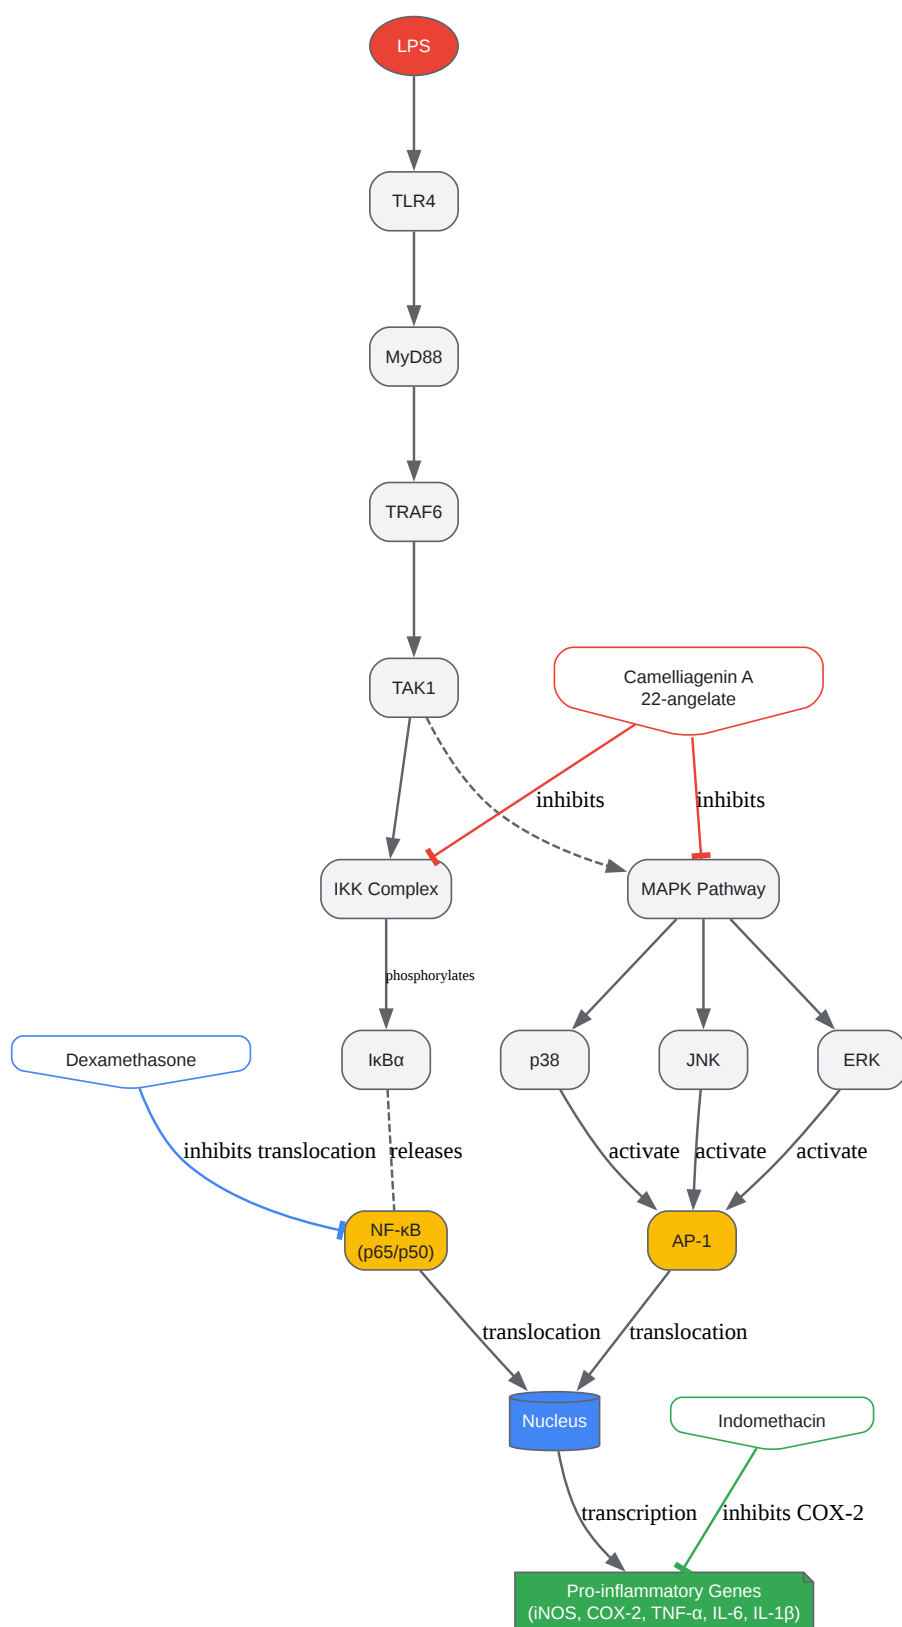 LPS
TLR4
MyD88
TRAF6
TAK1
Camelliagenin A
22-angelate
inhibits
inhibits
IKK Complex
MAPK Pathway
phosphorylates
Dexamethasone
IκBα
p38
JNK
ERK
inhibits translocation
releases
activate
activate
activate
NF-κB
(p65/p50)
AP-1
translocation
translocation
Nucleus
Indomethacin
transcription
inhibits COX-2
Pro-inflammatory Genes
(iNOS, COX-2, TNF-α, IL-6, IL-1β)